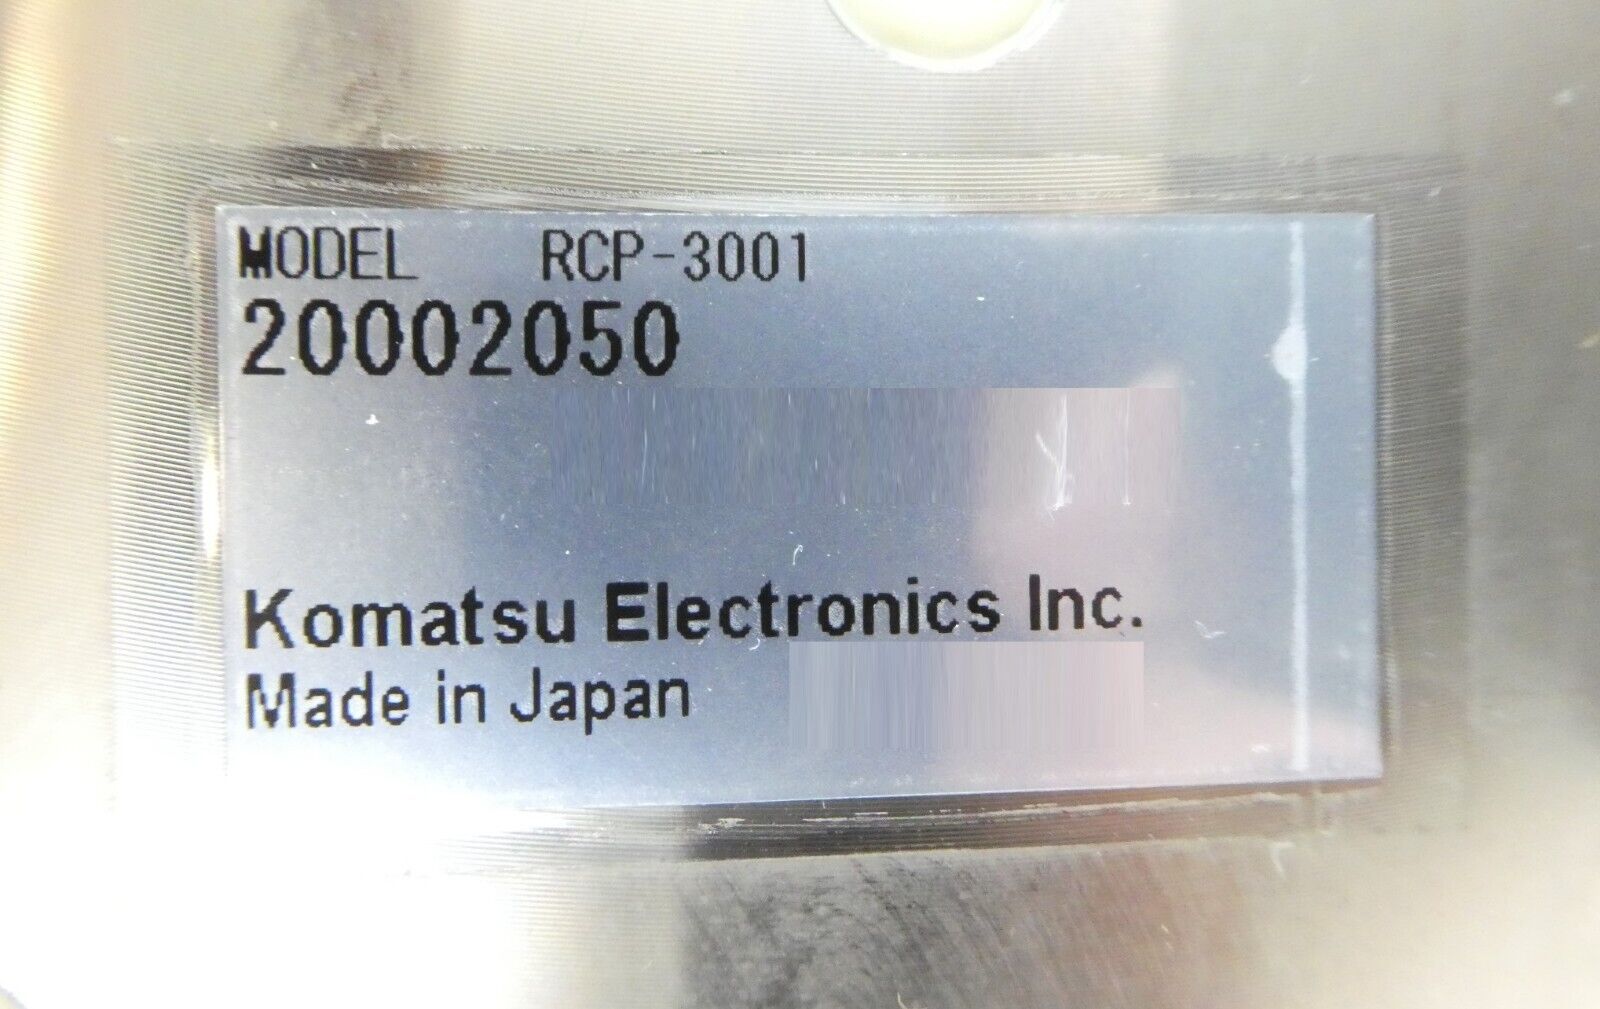 MODEL RCP-3001
20002050
Komatsu Electronics Inc.
Made in Japan